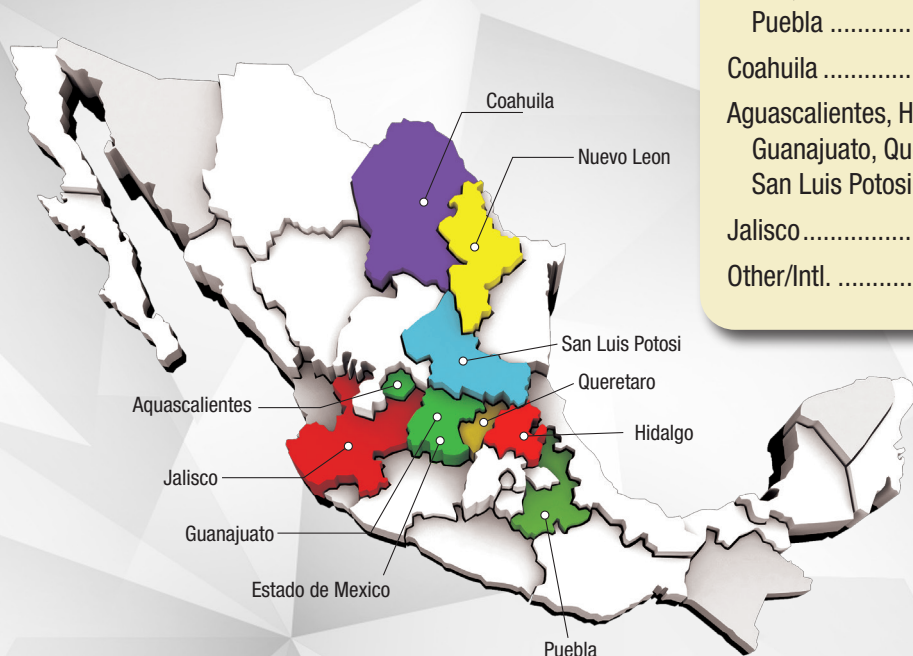 Puebla ............
Coahuila .............
Aguascalientes, H
Guanajuato, Qu
San Luis Potosi
Jalisco.................
Other/Intl. ...........
Coahuila
Nuevo Leon
San Luis Potosi
Queretaro
Aquascalientes
Hidalgo
Jalisco
Guanajuato
Estado de Mexico
Puebla